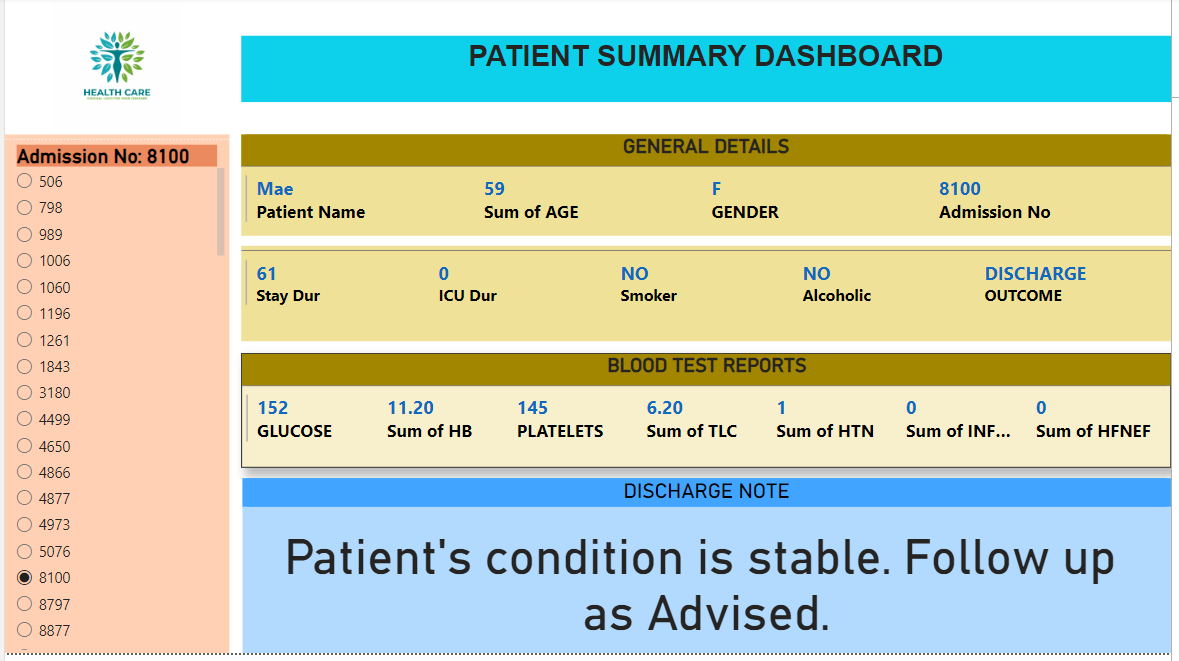 HEALTH CARE
PATIENT SUMMARY DASHBOARD
Admission No: 8100
506
798
989
1006
1060
1196
1261
1843
3180
4499
4650
4866
4877
4973
5076
8100
8797
8877
GENERAL DETAILS
Mae 59 F 8100
Patient Name Sum of AGE GENDER Admission No
61 0 NO NO DISCHARGE
Stay Dur ICU Dur Smoker Alcoholic OUTCOME
BLOOD TEST REPORTS
152 11.20 145 6.20 1 0 0
GLUCOSE Sum of HB PLATELETS Sum of TLC Sum of HTN Sum of INF... Sum of HFNEF
DISCHARGE NOTE
Patient's condition is stable. Follow up
as Advised.